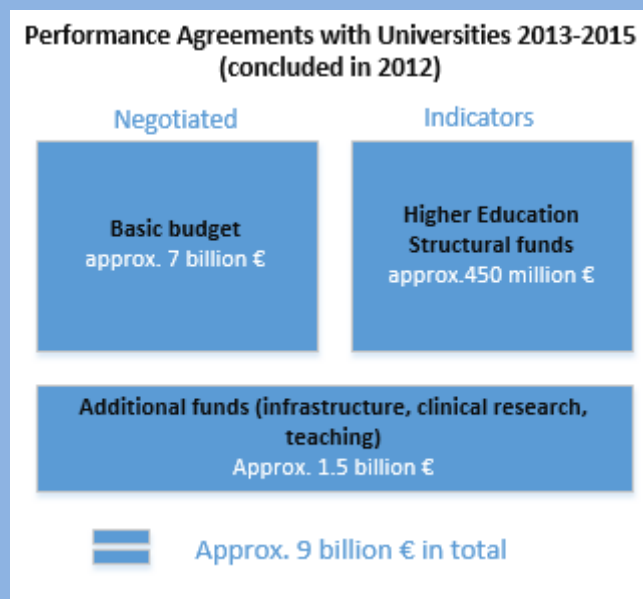 Performance Agreements with Universities 2013-2015
(concluded in 2012)
Negotiated
Indicators
Basic budget
approx. 7 billion €
Higher Education
Structural funds
approx.450 million €
Additional funds (infrastructure, clinical research,
teaching)
Approx. 1.5 billion €
Approx. 9 billion € in total